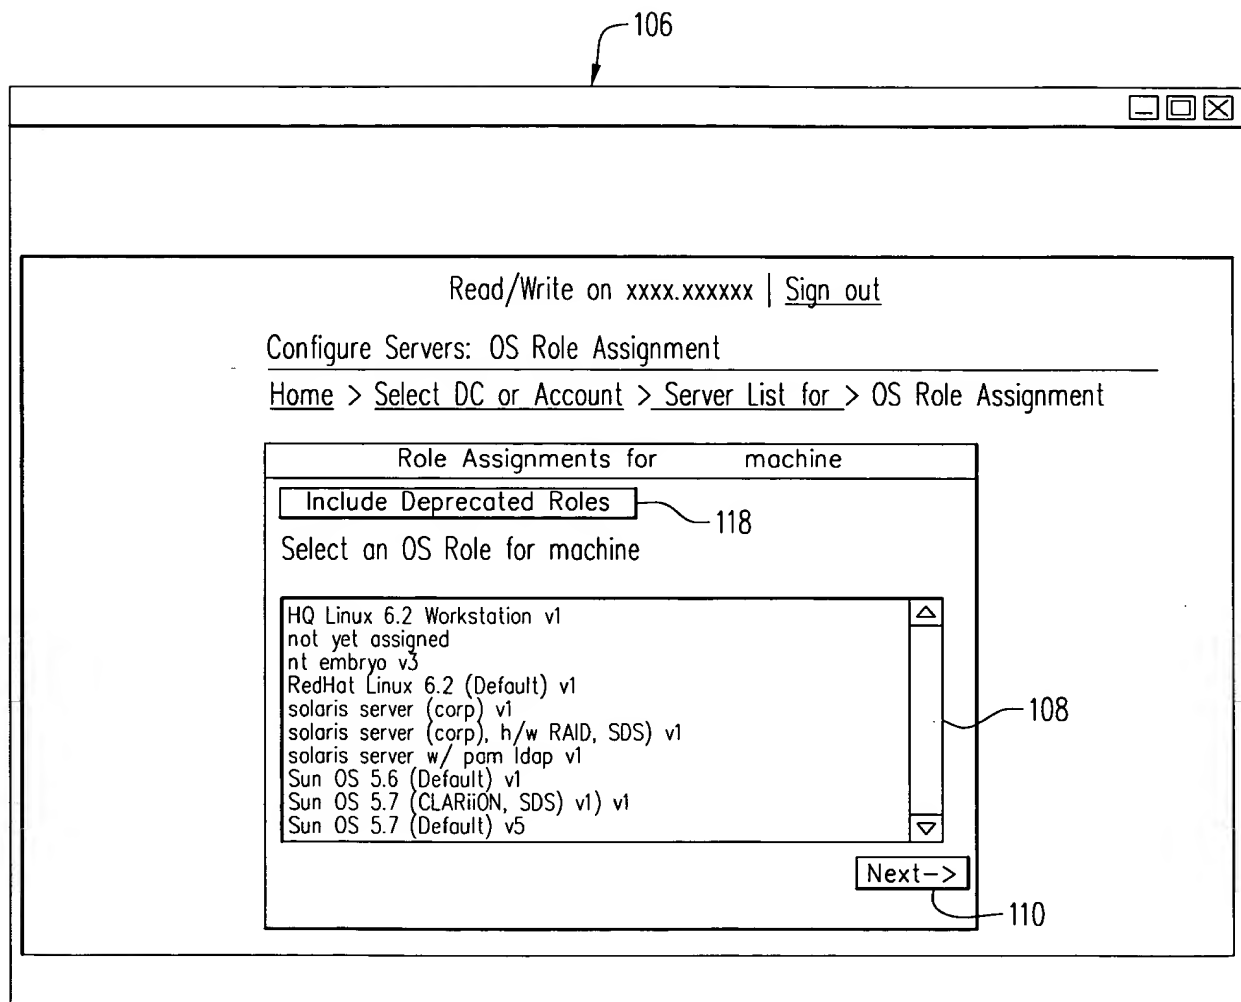 106
Read/Write on xxxx.xxxxxx | Sign out
Configure Servers: OS Role Assignment
Home > Select DC or Account > Server List for > OS Role Assignment
Role Assignments for machine
Include Deprecated Roles
118
Select an OS Role for machine
HQ Linux 6.2 Workstation v1
not yet assigned
nt embryo v3
RedHat Linux 6.2 (Default) v1
solaris server (corp) v1
solaris server (corp), h/w RAID, SDS) v1
solaris server w/ pam ldap v1
Sun OS 5.6 (Default) v1
Sun OS 5.7 (CLARiiON, SDS) v1) v1
Sun OS 5.7 (Default) v5
108
Next->
110